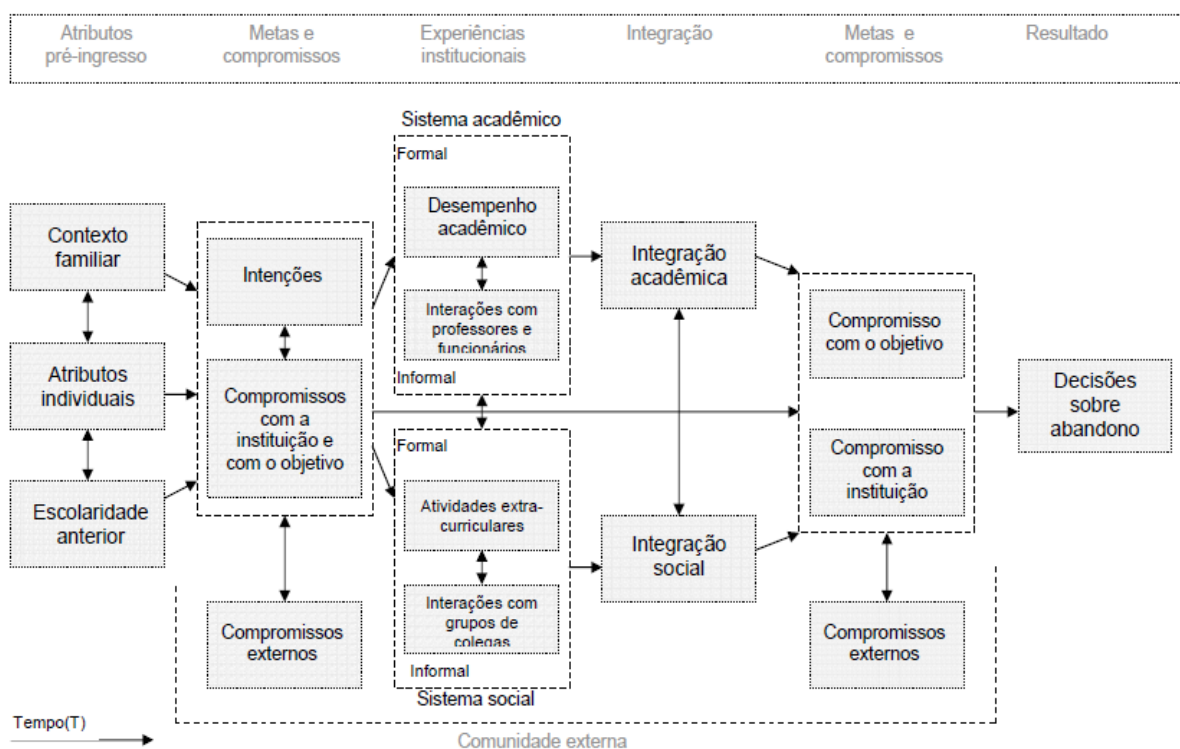 Atributos
pré-ingresso
Metas e
compromissos
Experiências
institucionais
Integração
Metas e
compromissos
Resultado
Sistema acadêmico
Formal
Desempenho
acadêmico
Interações com
professores e
funcionários
Informal
Contexto
familiar
Atributos
individuais
Escolaridade
anterior
Intenções
Compromissos
com a
instituição e
com o objetivo
Compromissos
externos
Formal
Atividades extra-
curriculares
Interações com
grupos de
colegas
Informal
Sistema social
Integração
acadêmica
Integração
social
Compromisso
com o objetivo
Compromisso
com a
instituição
Compromissos
externos
Decisões
sobre
abandono
Tempo(T)
Comunidade externa